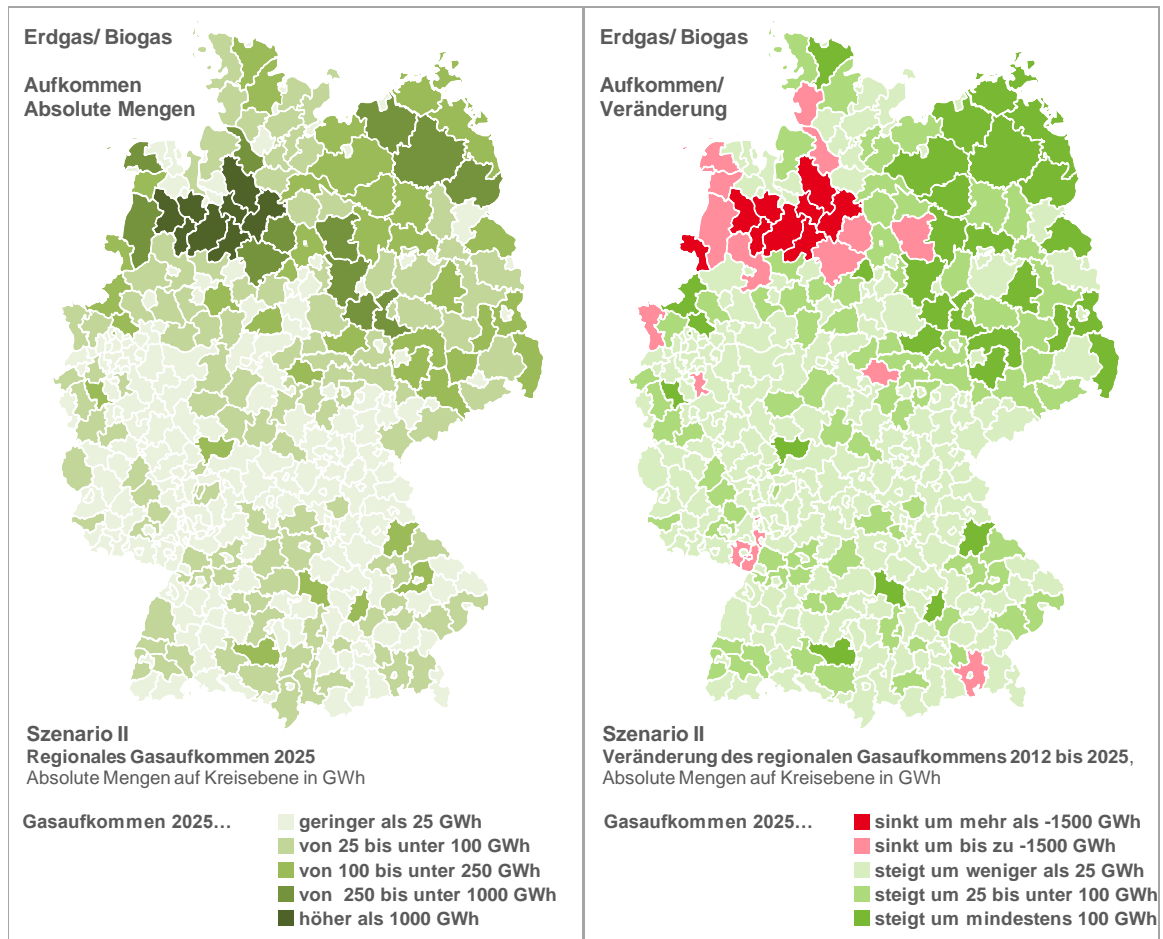 Erdgas/ Biogas
Aufkommen
Absolute Mengen
Szenario II
Regionales Gasaufkommen 2025
Absolute Mengen auf Kreisebene in GWh
Gasaufkommen 2025…
geringer als 25 GWh
von 25 bis unter 100 GWh
von 100 bis unter 250 GWh
von 250 bis unter 1000 GWh
höher als 1000 GWh
Erdgas/ Biogas
Aufkommen/
Veränderung
Szenario II
Veränderung des regionalen Gasaufkommens 2012 bis 2025,
Absolute Mengen auf Kreisebene in GWh
Gasaufkommen 2025…
sinkt um mehr als -1500 GWh
sinkt um bis zu -1500 GWh
steigt um weniger als 25 GWh
steigt um 25 bis unter 100 GWh
steigt um mindestens 100 GWh